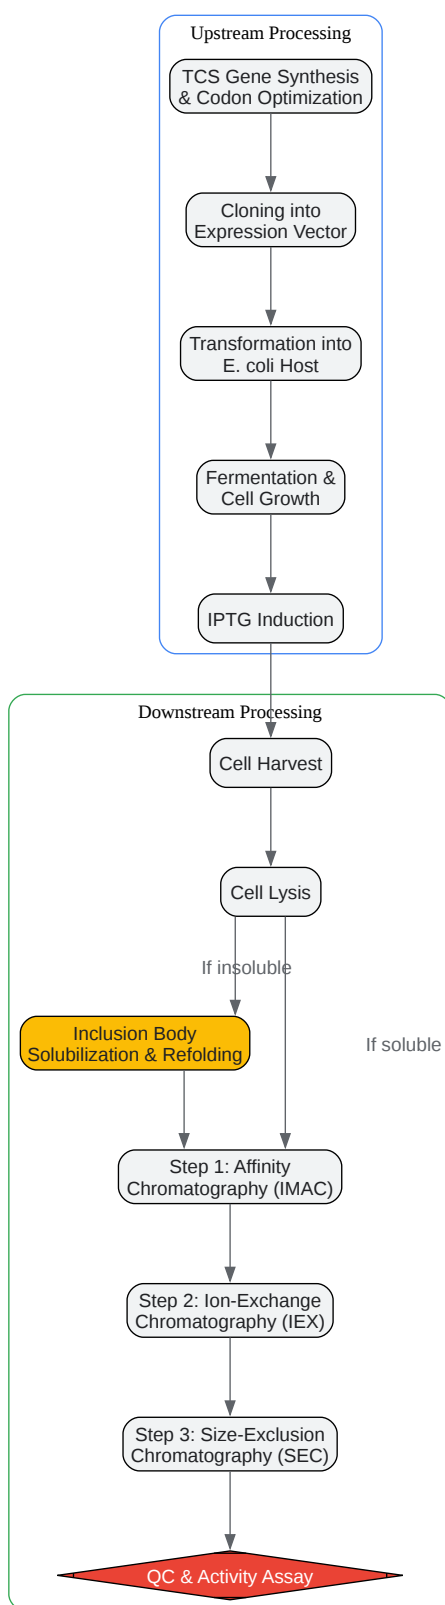 Upstream Processing
TCS Gene Synthesis
& Codon Optimization
Cloning into
Expression Vector
Transformation into
E. coli Host
Fermentation &
Cell Growth
IPTG Induction
Downstream Processing
Cell Harvest
Cell Lysis
If insoluble
Inclusion Body
Solubilization & Refolding
If soluble
Step 1: Affinity
Chromatography (IMAC)
Step 2: Ion-Exchange
Chromatography (IEX)
Step 3: Size-Exclusion
Chromatography (SEC)
QC & Activity Assay